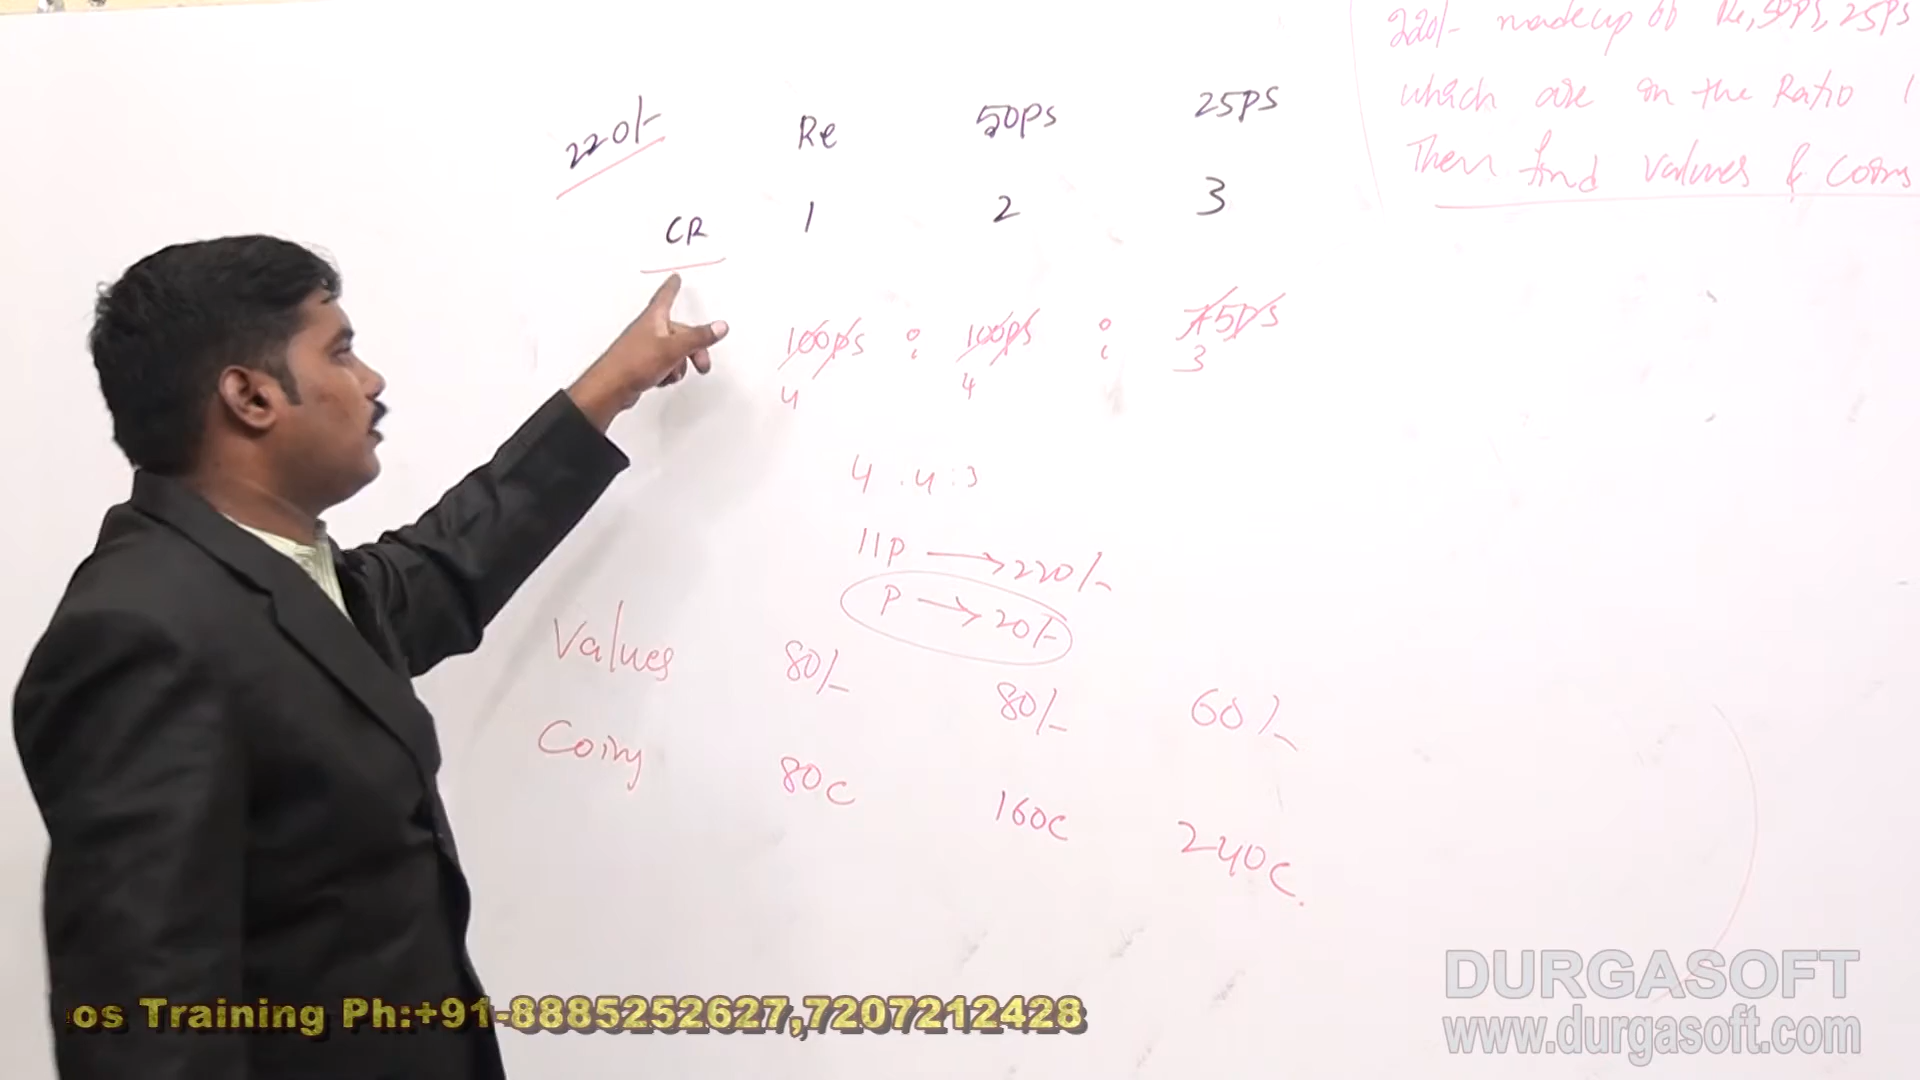 220/- madeup of Re, 50ps, 25ps
which are in the Ratio 1
Then find values & coins
220/- Re 50ps 25ps
CR 1 2 3
100ps : 100ps : 75ps
4 4 3
4 : 4 : 3
11P → 220/-
P → 20/-
Values 80/- 80/- 60/-
Coins 80c 160c 240c.
DURGASOFT
www.durgasoft.com
os Training Ph:+91-8885252627,7207212428